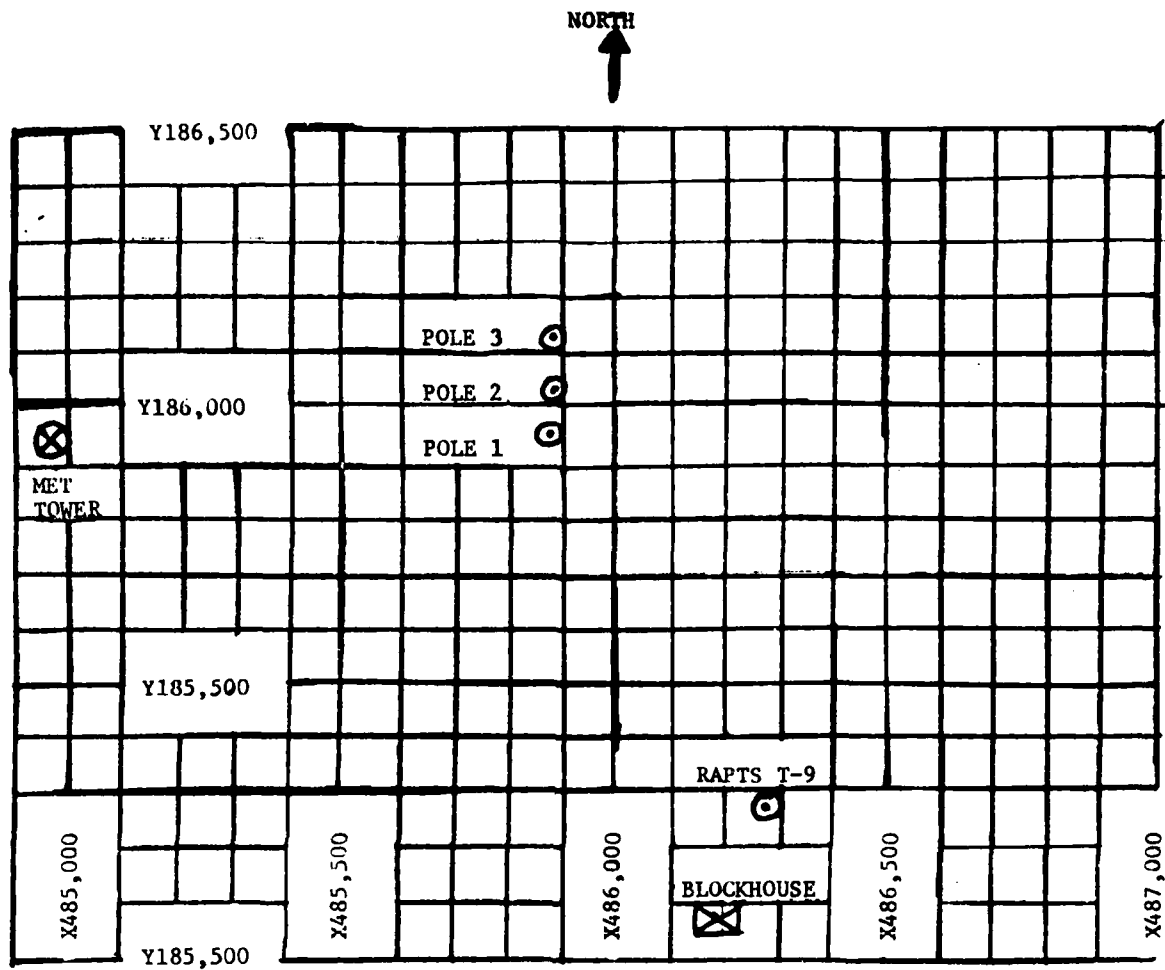 NORTH
Y186,500
POLE 3
POLE 2
Y186,000
POLE 1
MET
TOWER
Y185,500
RAPTS T-9
X485,000
X485,500
X486,000
BLOCKHOUSE
X486,500
X487,000
Y185,500